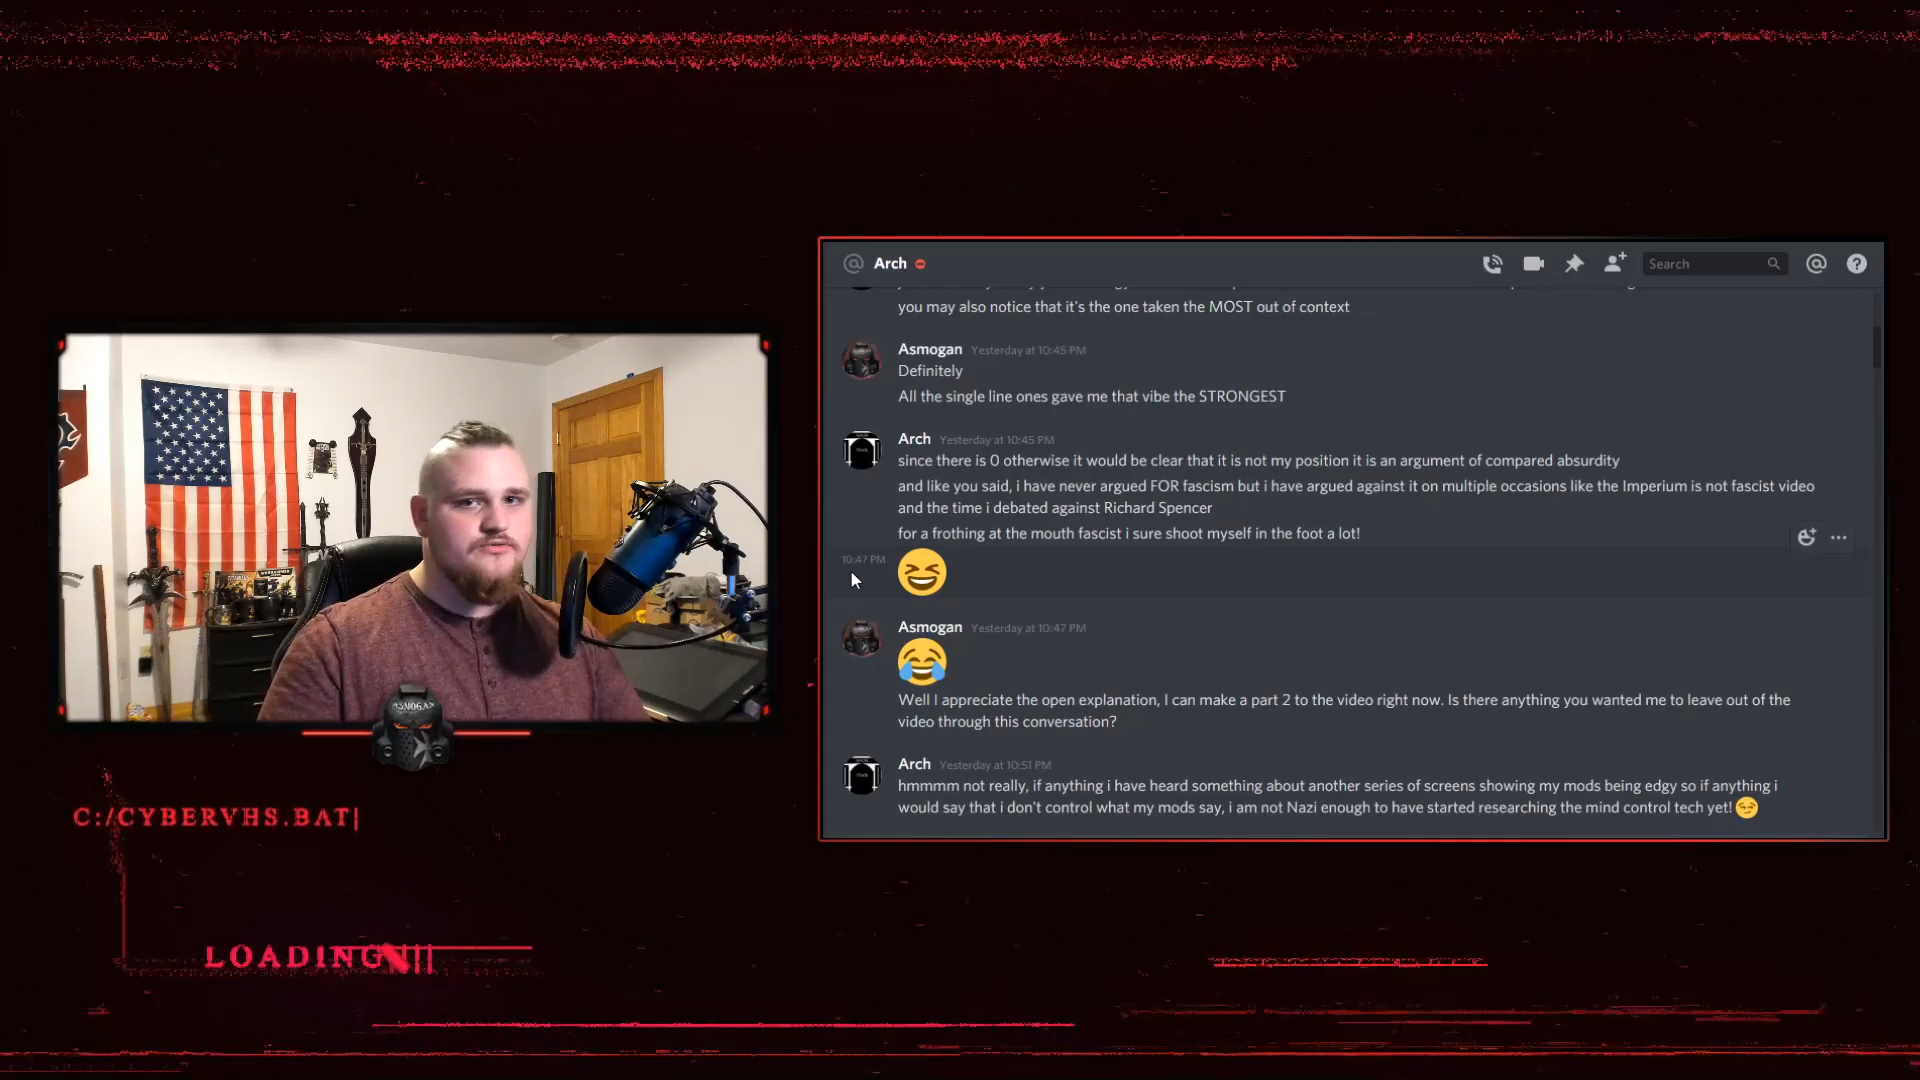 Arch
Search
you may also notice that it's the one taken the MOST out of context
Asmogan Yesterday at 10:45 PM
Definitely
All the single line ones gave me that vibe the STRONGEST
Arch Yesterday at 10:45 PM
since there is 0 otherwise it would be clear that it is not my position it is an argument of compared absurdity
and like you said, i have never argued FOR fascism but i have argued against it on multiple occasions like the Imperium is not fascist video
and the time i debated against Richard Spencer
for a frothing at the mouth fascist i sure shoot myself in the foot a lot!
10:47 PM
😆
Asmogan Yesterday at 10:47 PM
😂
Well I appreciate the open explanation, I can make a part 2 to the video right now. Is there anything you wanted me to leave out of the
video through this conversation?
Arch Yesterday at 10:51 PM
hmmmm not really, if anything i have heard something about another series of screens showing my mods being edgy so if anything i
would say that i don't control what my mods say, i am not Nazi enough to have started researching the mind control tech yet! 😏
ASMOGAN
C:/CYBERVHS.BAT|
LOADING